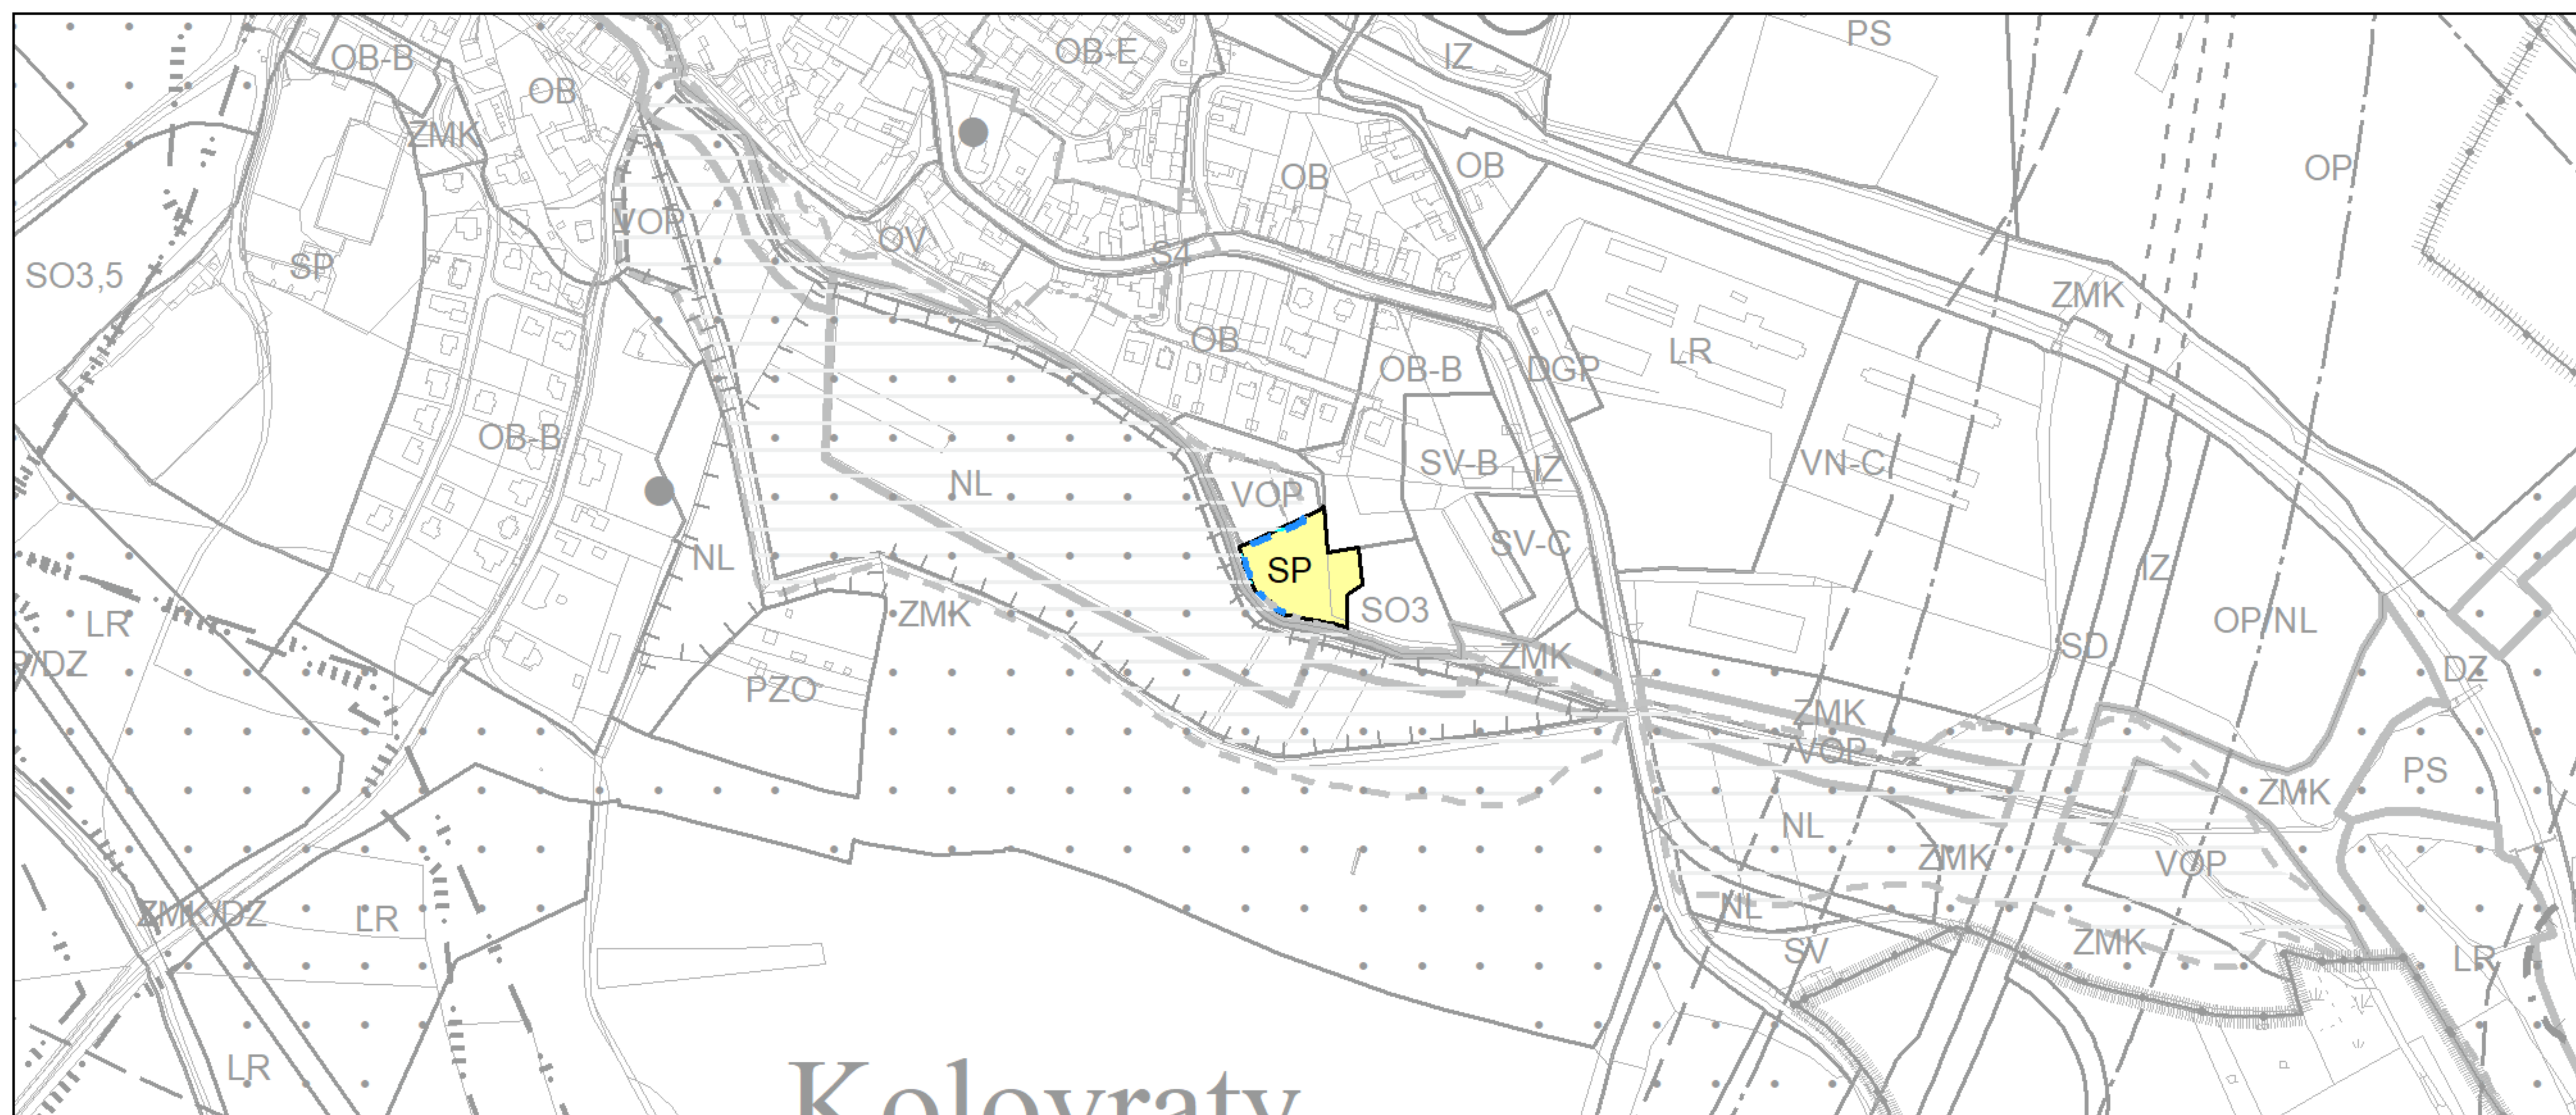 PS
OB-E
IZ
OB-B
OB
ZMK
OB
OB
OP
VOP
OV
S4
SP
SO3,5
ZMK
OB
LR
OB-B
DGP
OB-B
SV-B
IZ
VN-C
NL
VOP
SV-C
NL
SP
IZ
SO3
ZMK
OP/NL
LR
SD
ZMK
/DZ
DZ
PZO
ZMK
VOP
PS
ZMK
NL
ZMK
VOP
NL
ZMK/DZ
LR
ZMK
SV
LR
LR
Kolovraty